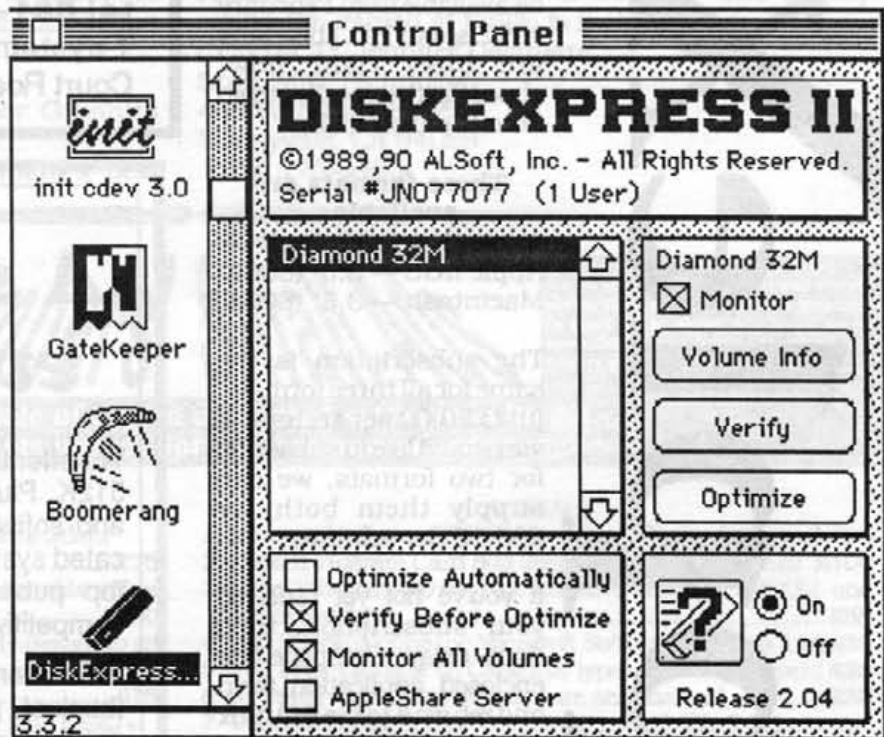 Control Panel
init
init cdev 3.0
GateKeeper
Boomerang
DiskExpress...
3.3.2
DISKEXPRESS II
©1989,90 ALSoft, Inc. - All Rights Reserved.
Serial #JN077077 (1 User)
Diamond 32M
Diamond 32M
Monitor
Volume Info
Verify
Optimize
Optimize Automatically
Verify Before Optimize
Monitor All Volumes
AppleShare Server
?
On
Off
Release 2.04